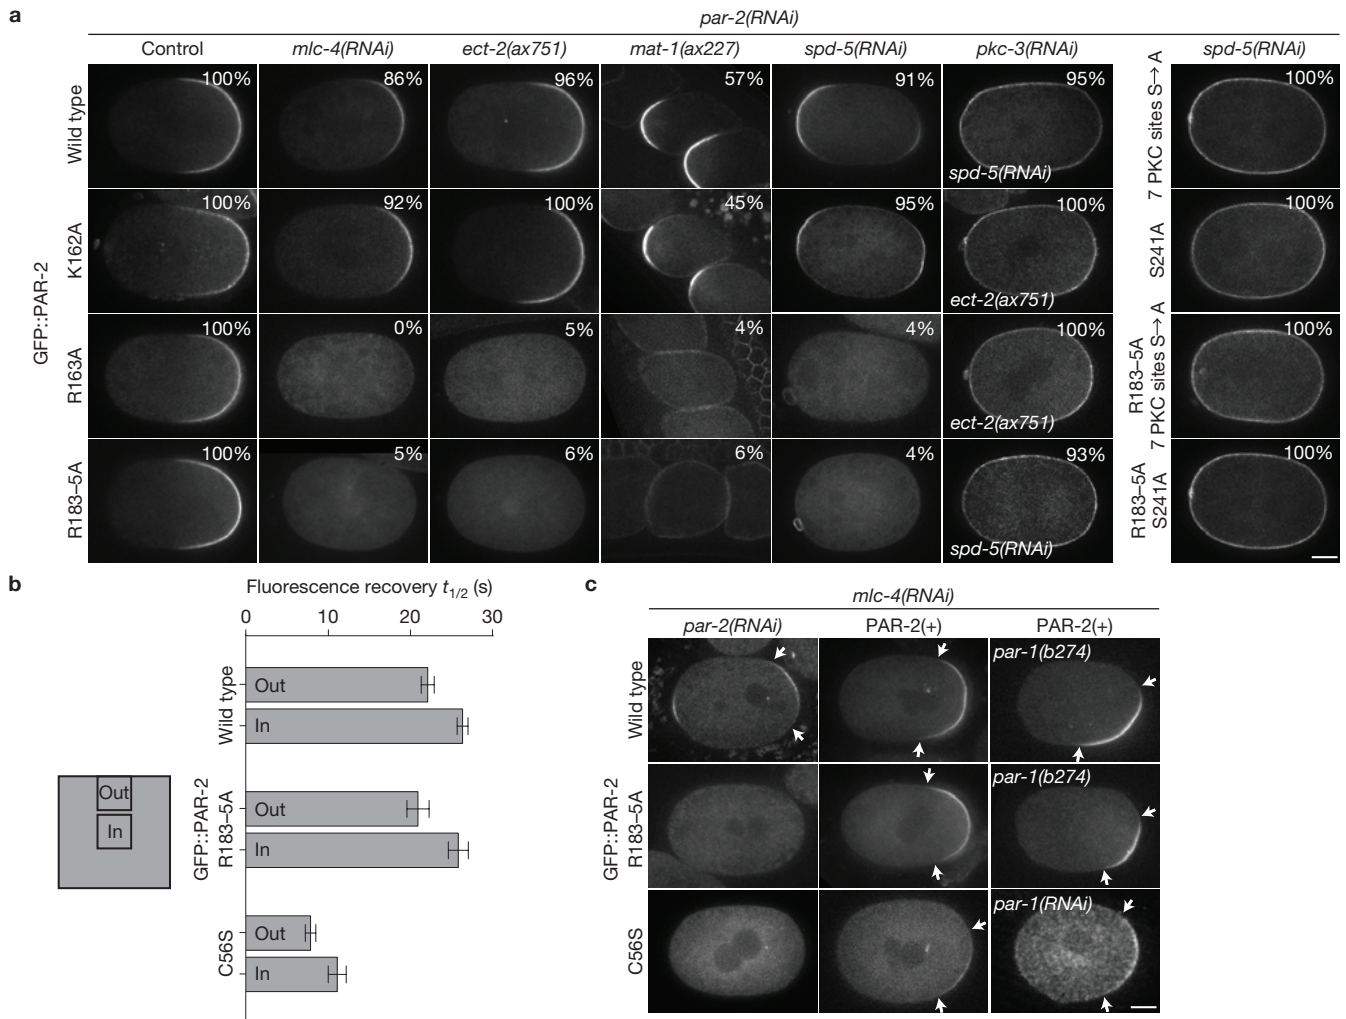 a
par-2(RNAi)
Control mlc-4(RNAi) ect-2(ax751) mat-1(ax227) spd-5(RNAi) pkc-3(RNAi) spd-5(RNAi)
GFP::PAR-2
Wild type
100% 86% 96% 57% 91% 95%
spd-5(RNAi)
7 PKC sites S→A
100%
K162A
100% 92% 100% 45% 95% 100%
ect-2(ax751)
S241A
100%
R163A
100% 0% 5% 4% 4% 100%
ect-2(ax751)
R183–5A
7 PKC sites S→A
100%
R183–5A
100% 5% 6% 6% 4% 93%
spd-5(RNAi)
R183–5A
S241A
100%
b
Fluorescence recovery t1/2 (s)
0 10 20 30
Out
In
GFP::PAR-2
Wild type
Out
In
R183–5A
Out
In
C56S
Out
In
c
mlc-4(RNAi)
par-2(RNAi) PAR-2(+) PAR-2(+)
GFP::PAR-2
Wild type
par-1(b274)
R183–5A
par-1(b274)
C56S
par-1(RNAi)